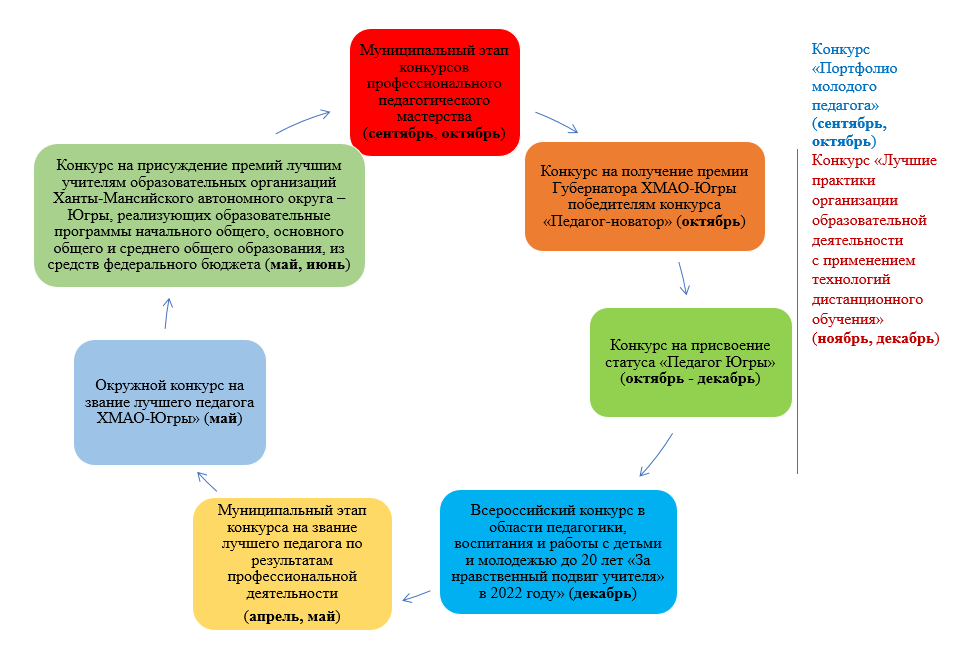 Муниципальный этап
конкурсов
профессионального
педагогического
мастерства
(сентябрь, октябрь)
Конкурс на получение премии
Губернатора ХМАО-Югры
победителям конкурса
«Педагог-новатор» (октябрь)
Конкурс на присвоение
статуса «Педагог Югры»
(октябрь - декабрь)
Всероссийский конкурс в
области педагогики,
воспитания и работы с детьми
и молодежью до 20 лет «За
нравственный подвиг учителя»
в 2022 году» (декабрь)
Муниципальный этап
конкурса на звание
лучшего педагога по
результатам
профессиональной
деятельности
(апрель, май)
Окружной конкурс на
звание лучшего педагога
ХМАО-Югры» (май)
Конкурс на присуждение премий лучшим
учителям образовательных организаций
Ханты-Мансийского автономного округа –
Югры, реализующих образовательные
программы начального общего, основного
общего и среднего общего образования, из
средств федерального бюджета (май, июнь)
Конкурс
«Портфолио
молодого
педагога»
(сентябрь,
октябрь)
Конкурс «Лучшие
практики
организации
образовательной
деятельности
с применением
технологий
дистанционного
обучения»
(ноябрь, декабрь)